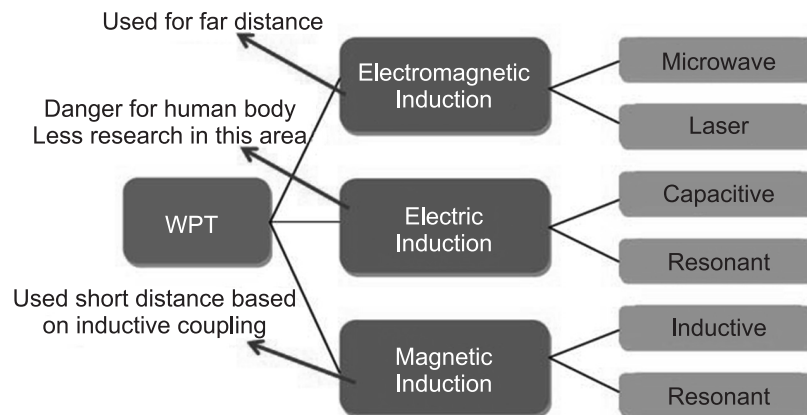 Used for far distance
Electromagnetic
Induction
Microwave
Laser
Danger for human body
Less research in this area
WPT
Electric
Induction
Capacitive
Resonant
Used short distance based
on inductive coupling
Magnetic
Induction
Inductive
Resonant